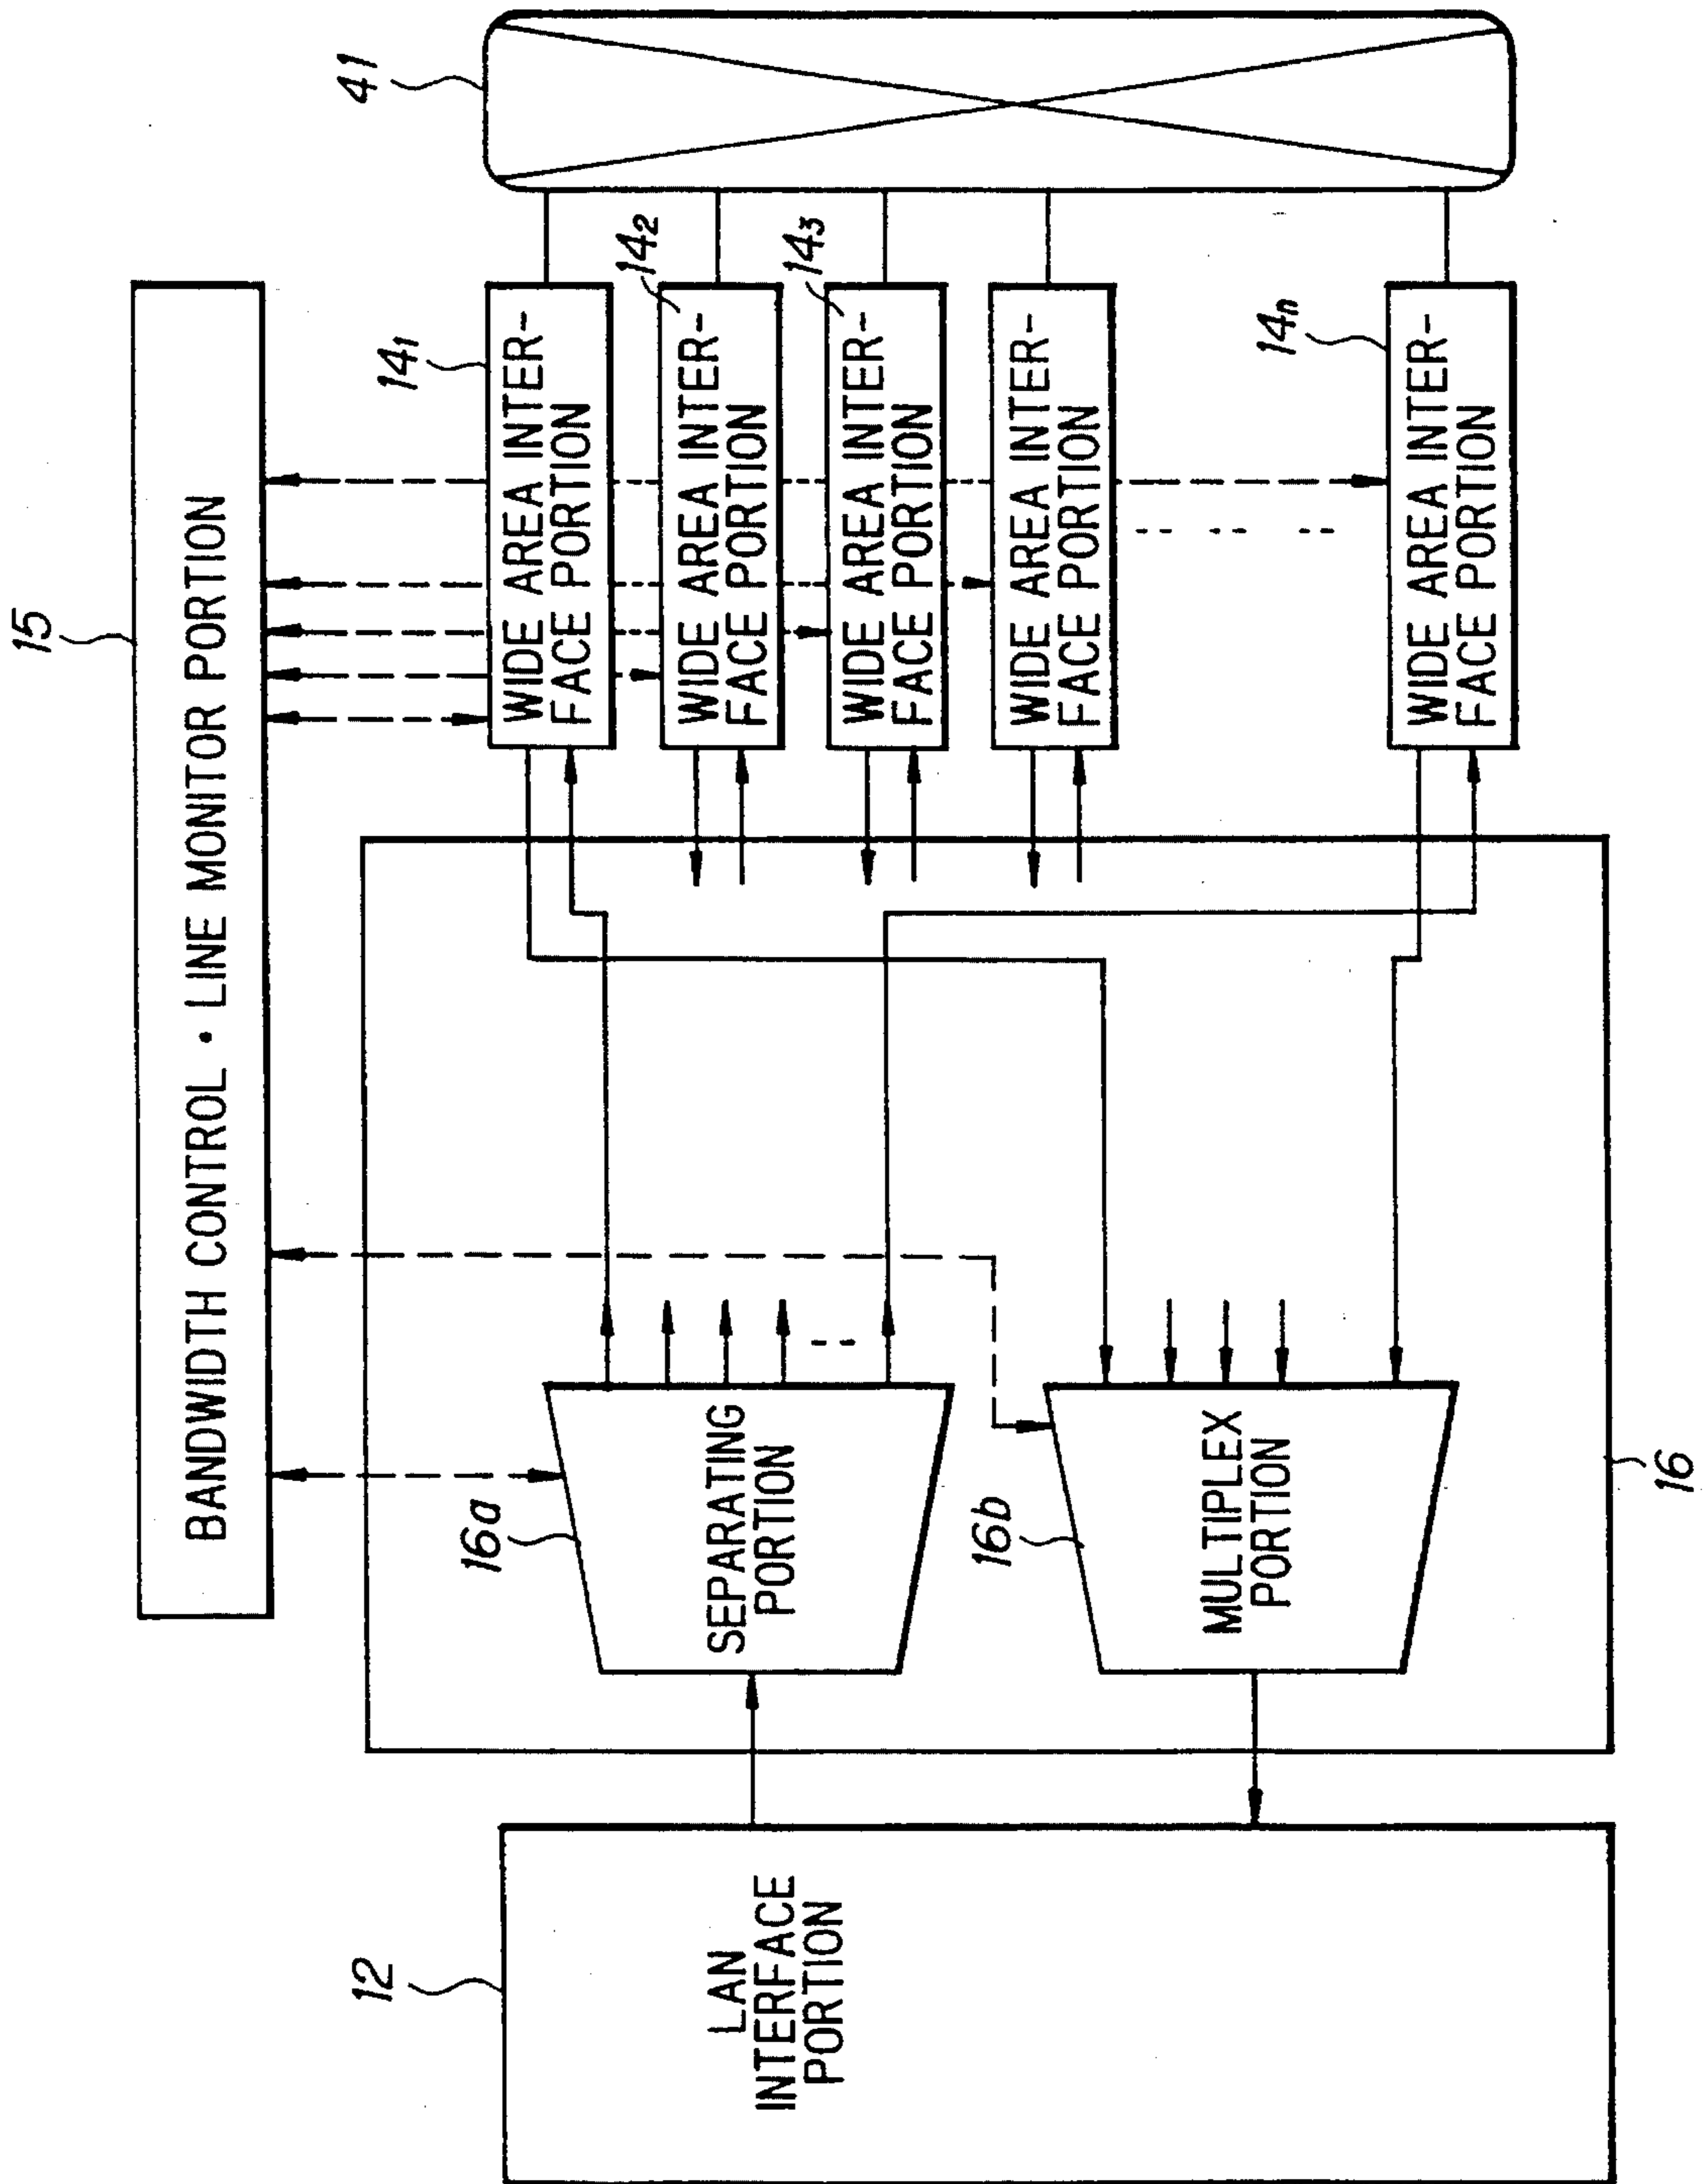 15
BANDWIDTH CONTROL • LINE MONITOR PORTION
41
14₁
WIDE AREA INTER-
FACE PORTION
14₂
WIDE AREA INTER-
FACE PORTION
14₃
WIDE AREA INTER-
FACE PORTION
WIDE AREA INTER-
FACE PORTION
14n
WIDE AREA INTER-
FACE PORTION
16a
SEPARATING
PORTION
16b
MULTIPLEX
PORTION
16
12
LAN
INTERFACE
PORTION